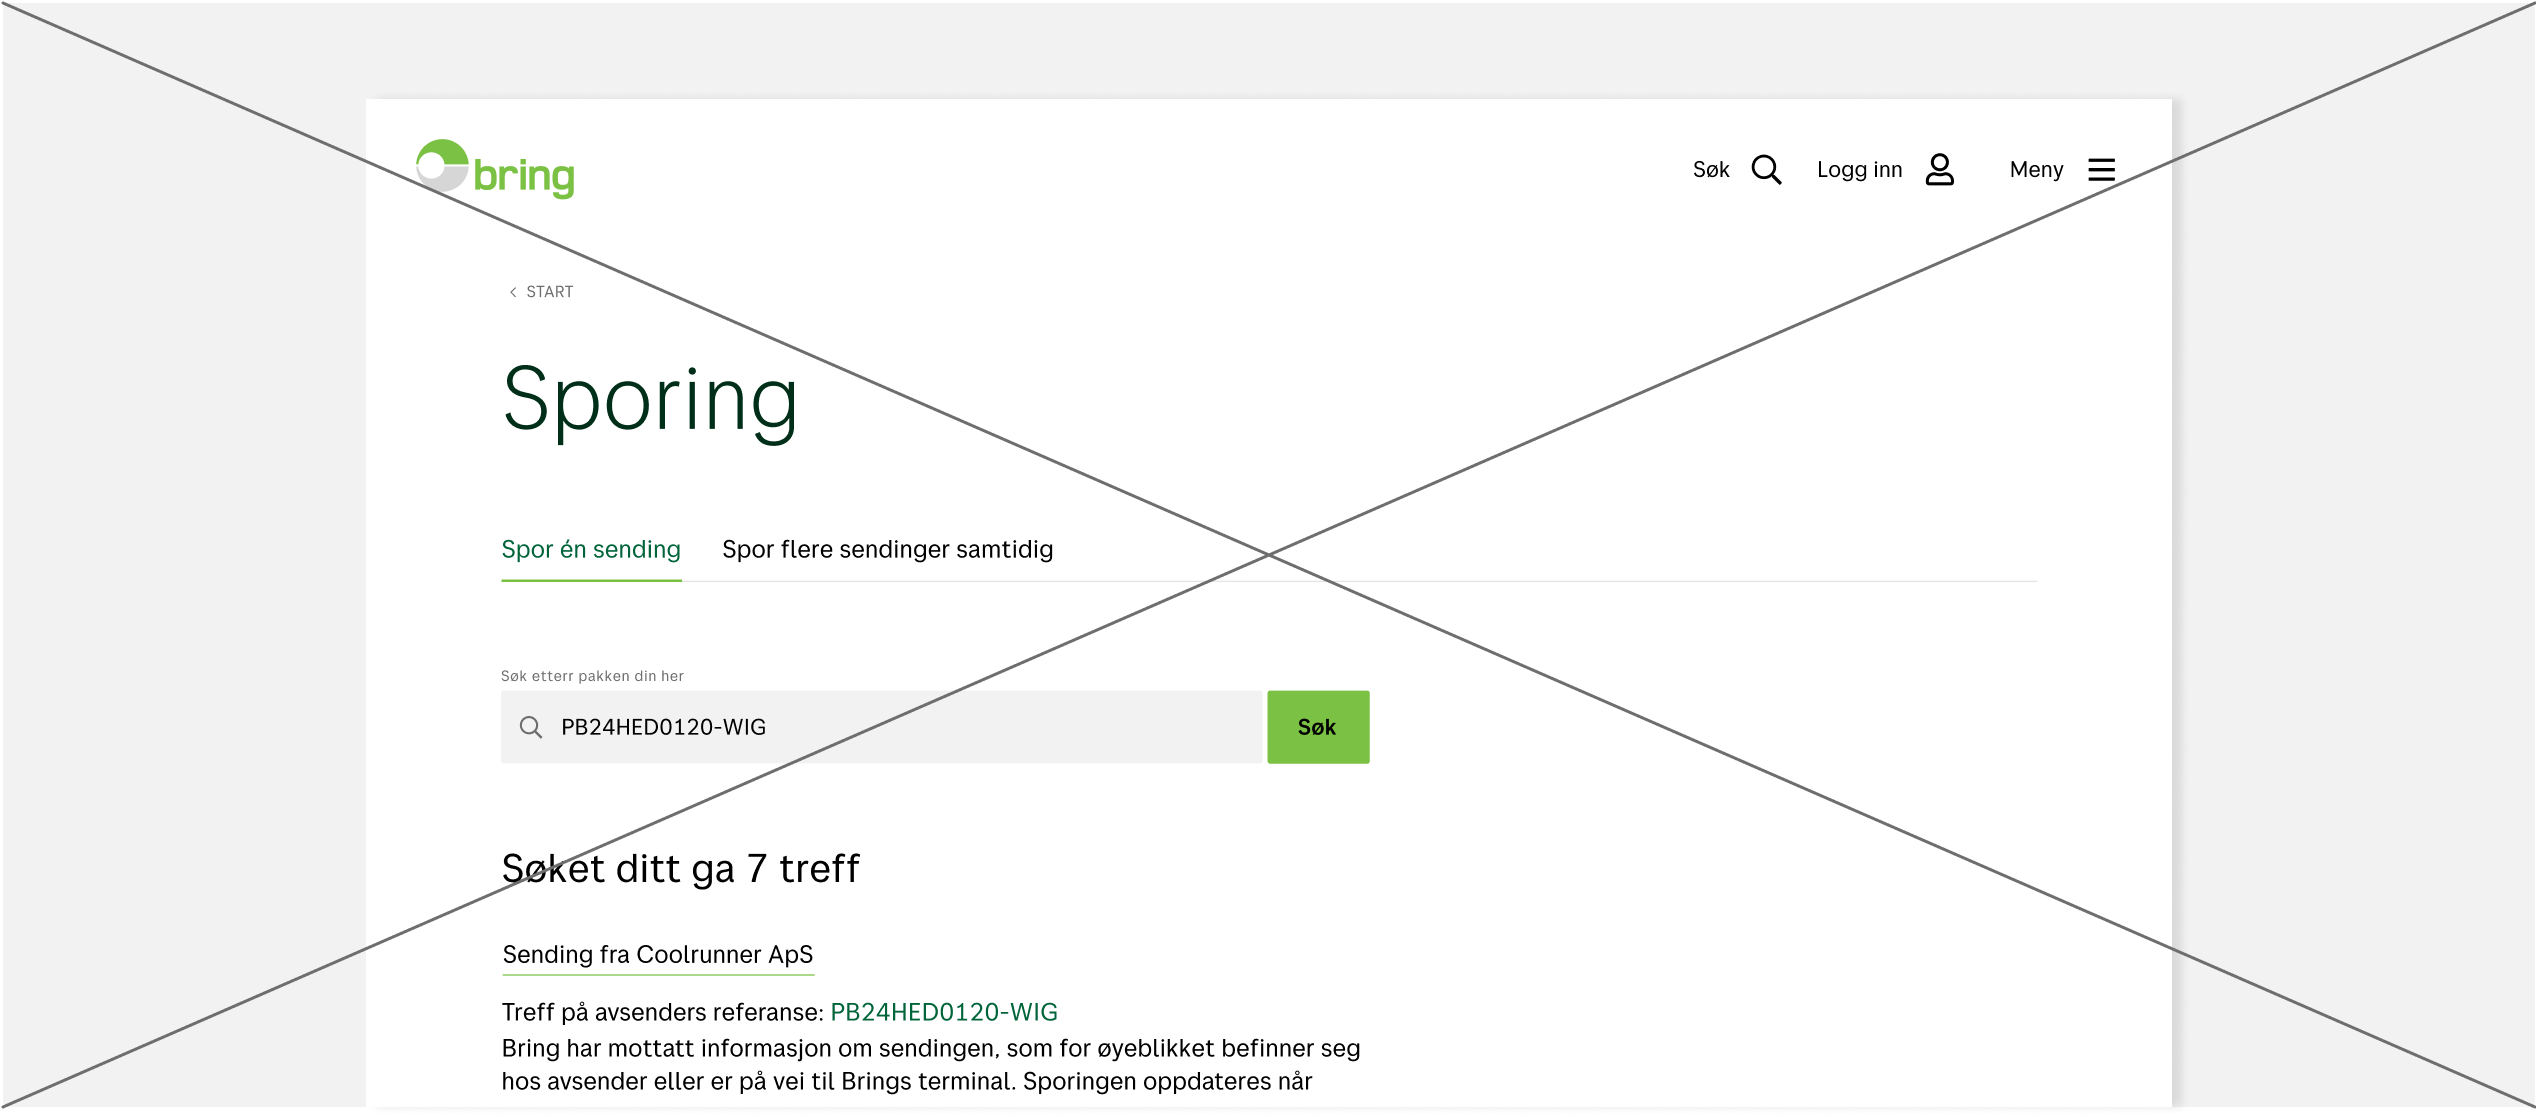 bring
Søk Logg inn Meny
START
Sporing
Spor én sending Spor flere sendinger samtidig
Søk etterr pakken din her
PB24HED0120-WIG Søk
Søket ditt ga 7 treff
Sending fra Coolrunner ApS
Treff på avsenders referanse: PB24HED0120-WIG
Bring har mottatt informasjon om sendingen, som for øyeblikket befinner seg
hos avsender eller er på vei til Brings terminal. Sporingen oppdateres når